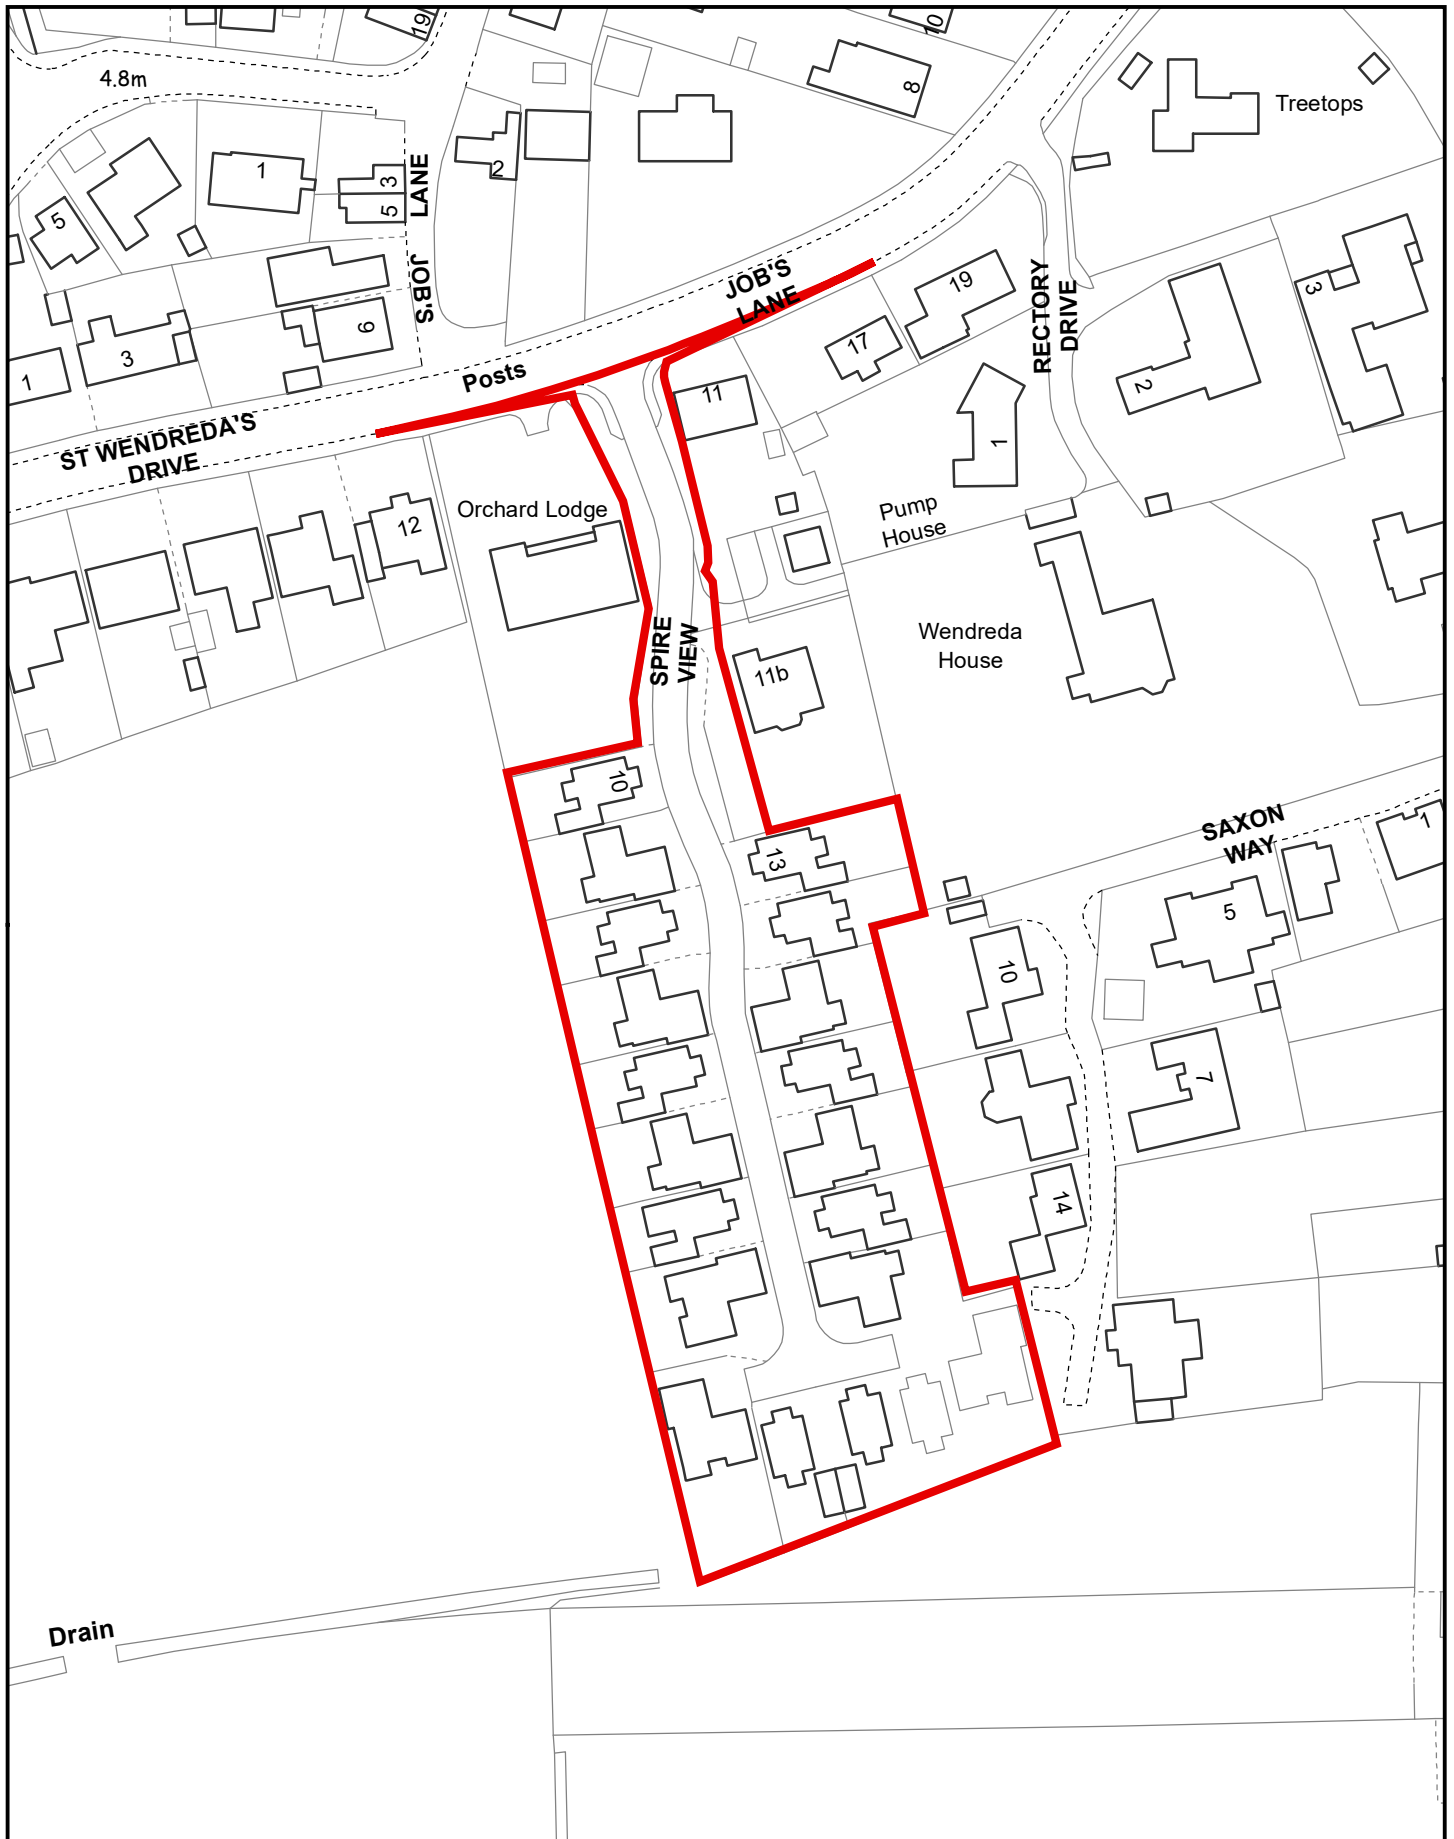 19
10
4.8m
8
Treetops
1
2
3
5
LANE
5
JOB'S
JOB'S
LANE
19
RECTORY
DRIVE
3
6
17
3
1
Posts
2
11
1
ST WENDREDA'S
DRIVE
Orchard Lodge
12
Pump
House
SPIRE
VIEW
Wendreda
House
11b
10
SAXON
WAY
1
13
5
10
7
14
Drain